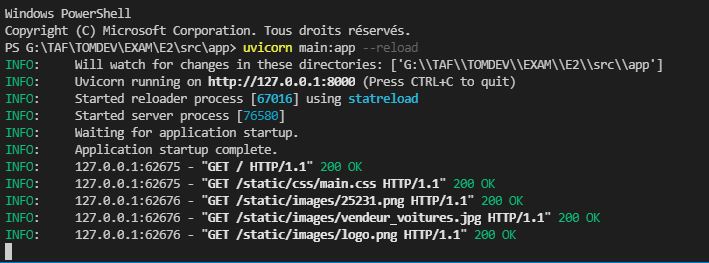 Windows PowerShell
Copyright (C) Microsoft Corporation. Tous droits réservés.
PS G:\TAF\TOMDEV\EXAM\E2\src\app> uvicorn main:app --reload
INFO:     Will watch for changes in these directories: ['G:\\TAF\\TOMDEV\\EXAM\\E2\\src\\app']
INFO:     Uvicorn running on http://127.0.0.1:8000 (Press CTRL+C to quit)
INFO:     Started reloader process [67016] using statreload
INFO:     Started server process [76580]
INFO:     Waiting for application startup.
INFO:     Application startup complete.
INFO:     127.0.0.1:62675 - "GET / HTTP/1.1" 200 OK
INFO:     127.0.0.1:62675 - "GET /static/css/main.css HTTP/1.1" 200 OK
INFO:     127.0.0.1:62676 - "GET /static/images/25231.png HTTP/1.1" 200 OK
INFO:     127.0.0.1:62675 - "GET /static/images/vendeur_voitures.jpg HTTP/1.1" 200 OK
INFO:     127.0.0.1:62676 - "GET /static/images/logo.png HTTP/1.1" 200 OK